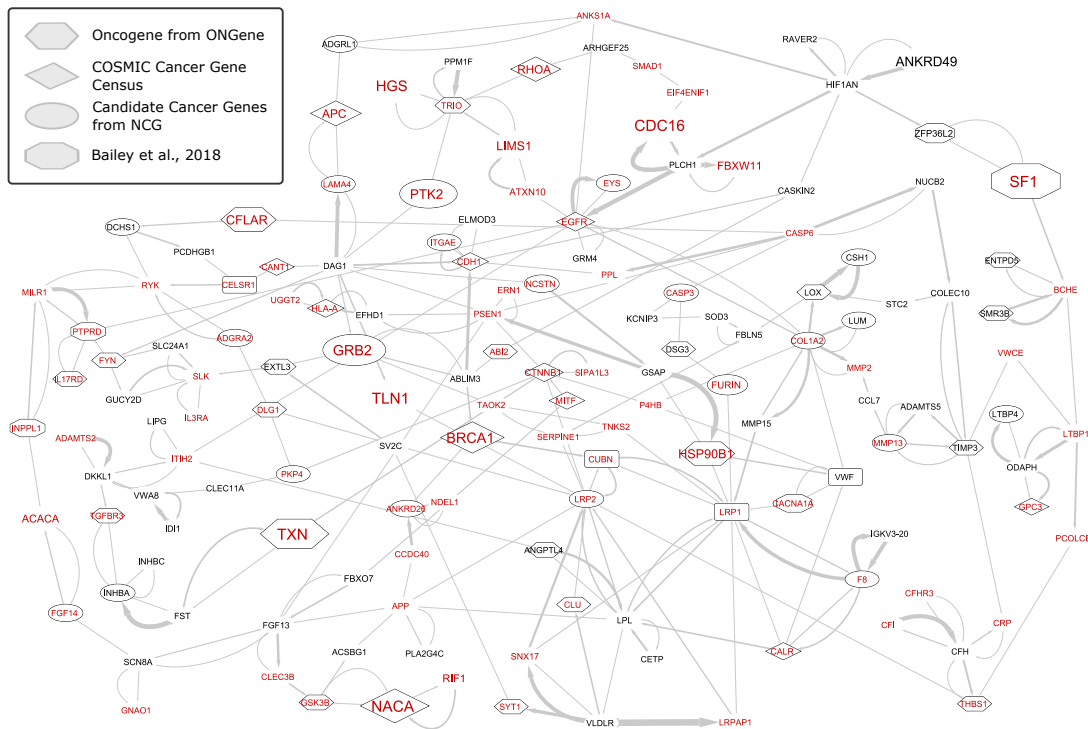 Oncogene from ONGene
COSMIC Cancer Gene
Census
Candidate Cancer Genes
from NCG
Bailey et al., 2018
ANKS1A
ADGRL1
ARHGEF25
RAVER2
ANKRD49
PPM1F
RHOA
SMAD1
HIF1AN
HGS
EIF4ENIF1
TRIO
APC
CDC16
ZFP36L2
LIMS1
PLCH1
FBXW11
SF1
LAMA4
PTK2
ATXN10
EYS
CASKIN2
NUCB2
CFLAR
ELMOD3
EGFR
CASP6
DCHS1
ITGAE
PCDHGB1
CANT1
DAG1
CDH1
GRM4
CSH1
ENTPD5
MILR1
RYK
CELSR1
PPL
BCHE
UGGT2
HLA-A
ERN1
NCSTN
CASP3
LOX
STC2
COLEC10
SMR3B
EFHD1
PSEN1
KCNIP3
SOD3
LUM
PTPRD
ADGRA2
FBLN5
COL1A2
SLC24A1
GRB2
ABI2
DSG3
VWCE
FYN
EXTL3
ABLIM3
CTNNB1
SIPA1L3
GSAP
MMP2
IL17RD
SLK
GUCY2D
FURIN
CCL7
TLN1
MITF
TAOK2
P4HB
IL3RA
DLG1
LIPG
TNKS2
MMP15
ADAMTS5
LTBP4
LTBP1
INPPL1
ADAMTS2
SV2C
BRCA1
SERPINE1
MMP13
TIMP3
HSP90B1
ITIH2
CUBN
DKKL1
PKP4
VWF
ODAPH
CLEC11A
VWA8
LRP2
CACNA1A
GPC3
NDEL1
ANKRD26
LRP1
TGFBR3
IDI1
ACACA
TXN
IGKV3-20
PCOLCE
CCDC40
ANGPTL4
INHBC
FBXO7
F8
INHBA
CFHR3
APP
CLU
FGF14
FST
FGF13
LPL
CFI
CRP
ACSBG1
PLA2G4C
CFH
SCN8A
SNX17
CETP
CALR
CLEC3B
RIF1
GSK3B
NACA
SYT1
THBS1
GNAO1
VLDLR
LRPAP1